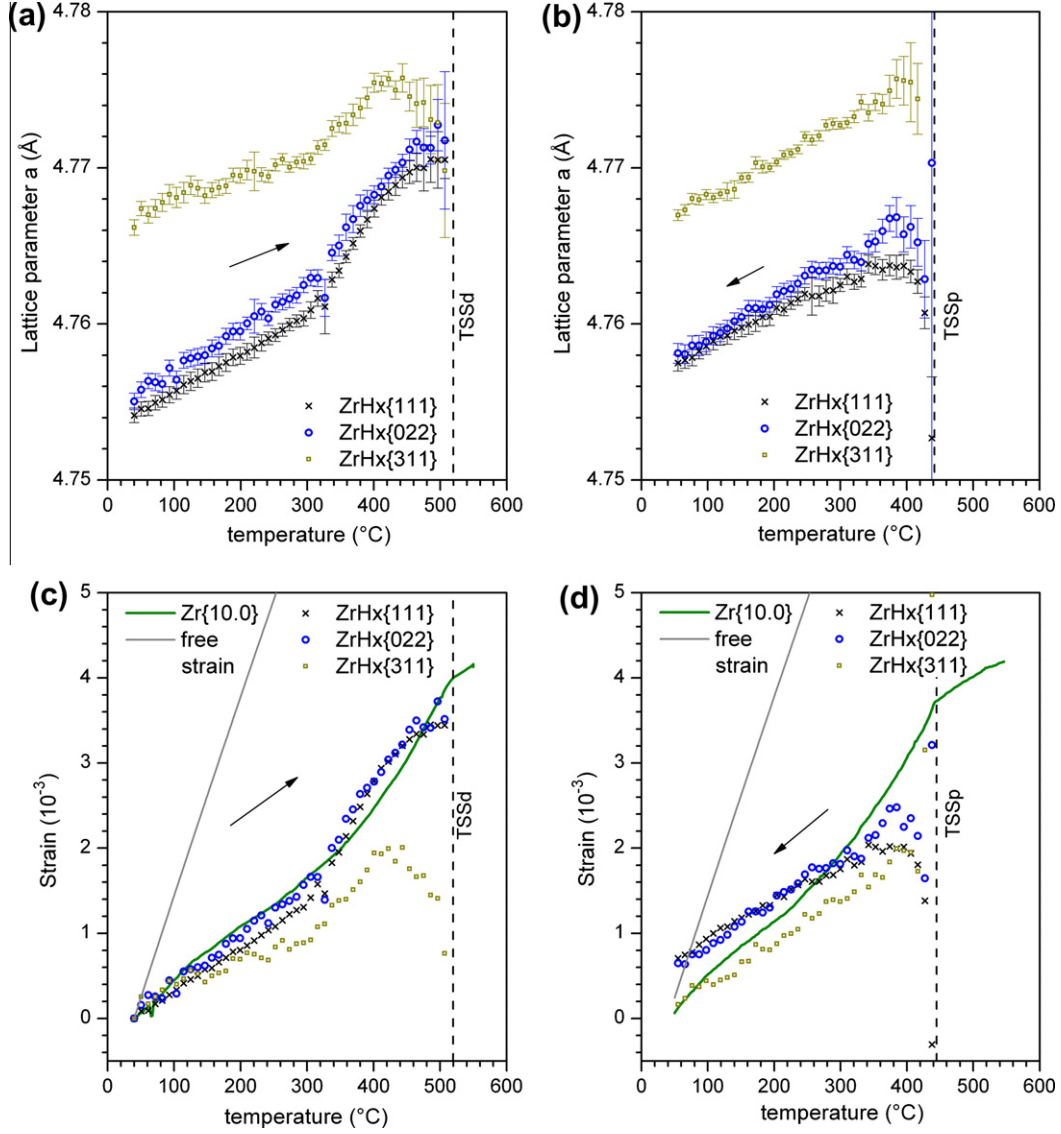 (a)
4.78
4.77
4.76
4.75
Lattice parameter a (Å)
TSSd
ZrHx{111}
ZrHx{022}
ZrHx{311}
0 100 200 300 400 500 600
temperature (°C)
(b)
4.78
4.77
4.76
4.75
Lattice parameter a (Å)
TSSp
ZrHx{111}
ZrHx{022}
ZrHx{311}
0 100 200 300 400 500 600
temperature (°C)
(c)
5
4
3
2
1
0
Strain (10-3)
Zr{10.0}
free
strain
ZrHx{111}
ZrHx{022}
ZrHx{311}
TSSd
0 100 200 300 400 500 600
temperature (°C)
(d)
5
4
3
2
1
0
Strain (10-3)
Zr{10.0}
free
strain
ZrHx{111}
ZrHx{022}
ZrHx{311}
TSSp
0 100 200 300 400 500 600
temperature (°C)